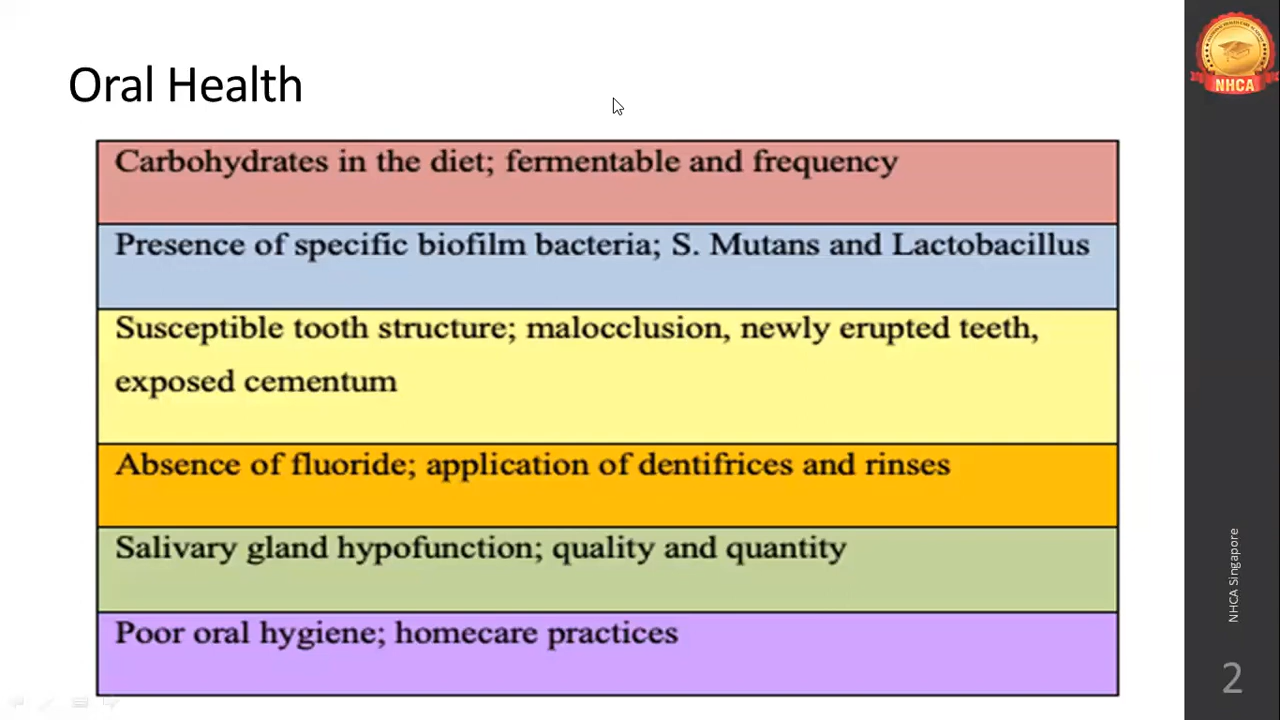 Oral Health
Carbohydrates in the diet; fermentable and frequency
Presence of specific biofilm bacteria; S. Mutans and Lactobacillus
Susceptible tooth structure; malocclusion, newly erupted teeth,
exposed cementum
Absence of fluoride; application of dentifrices and rinses
Salivary gland hypofunction; quality and quantity
Poor oral hygiene; homecare practices
NHCA
NHCA Singapore
2